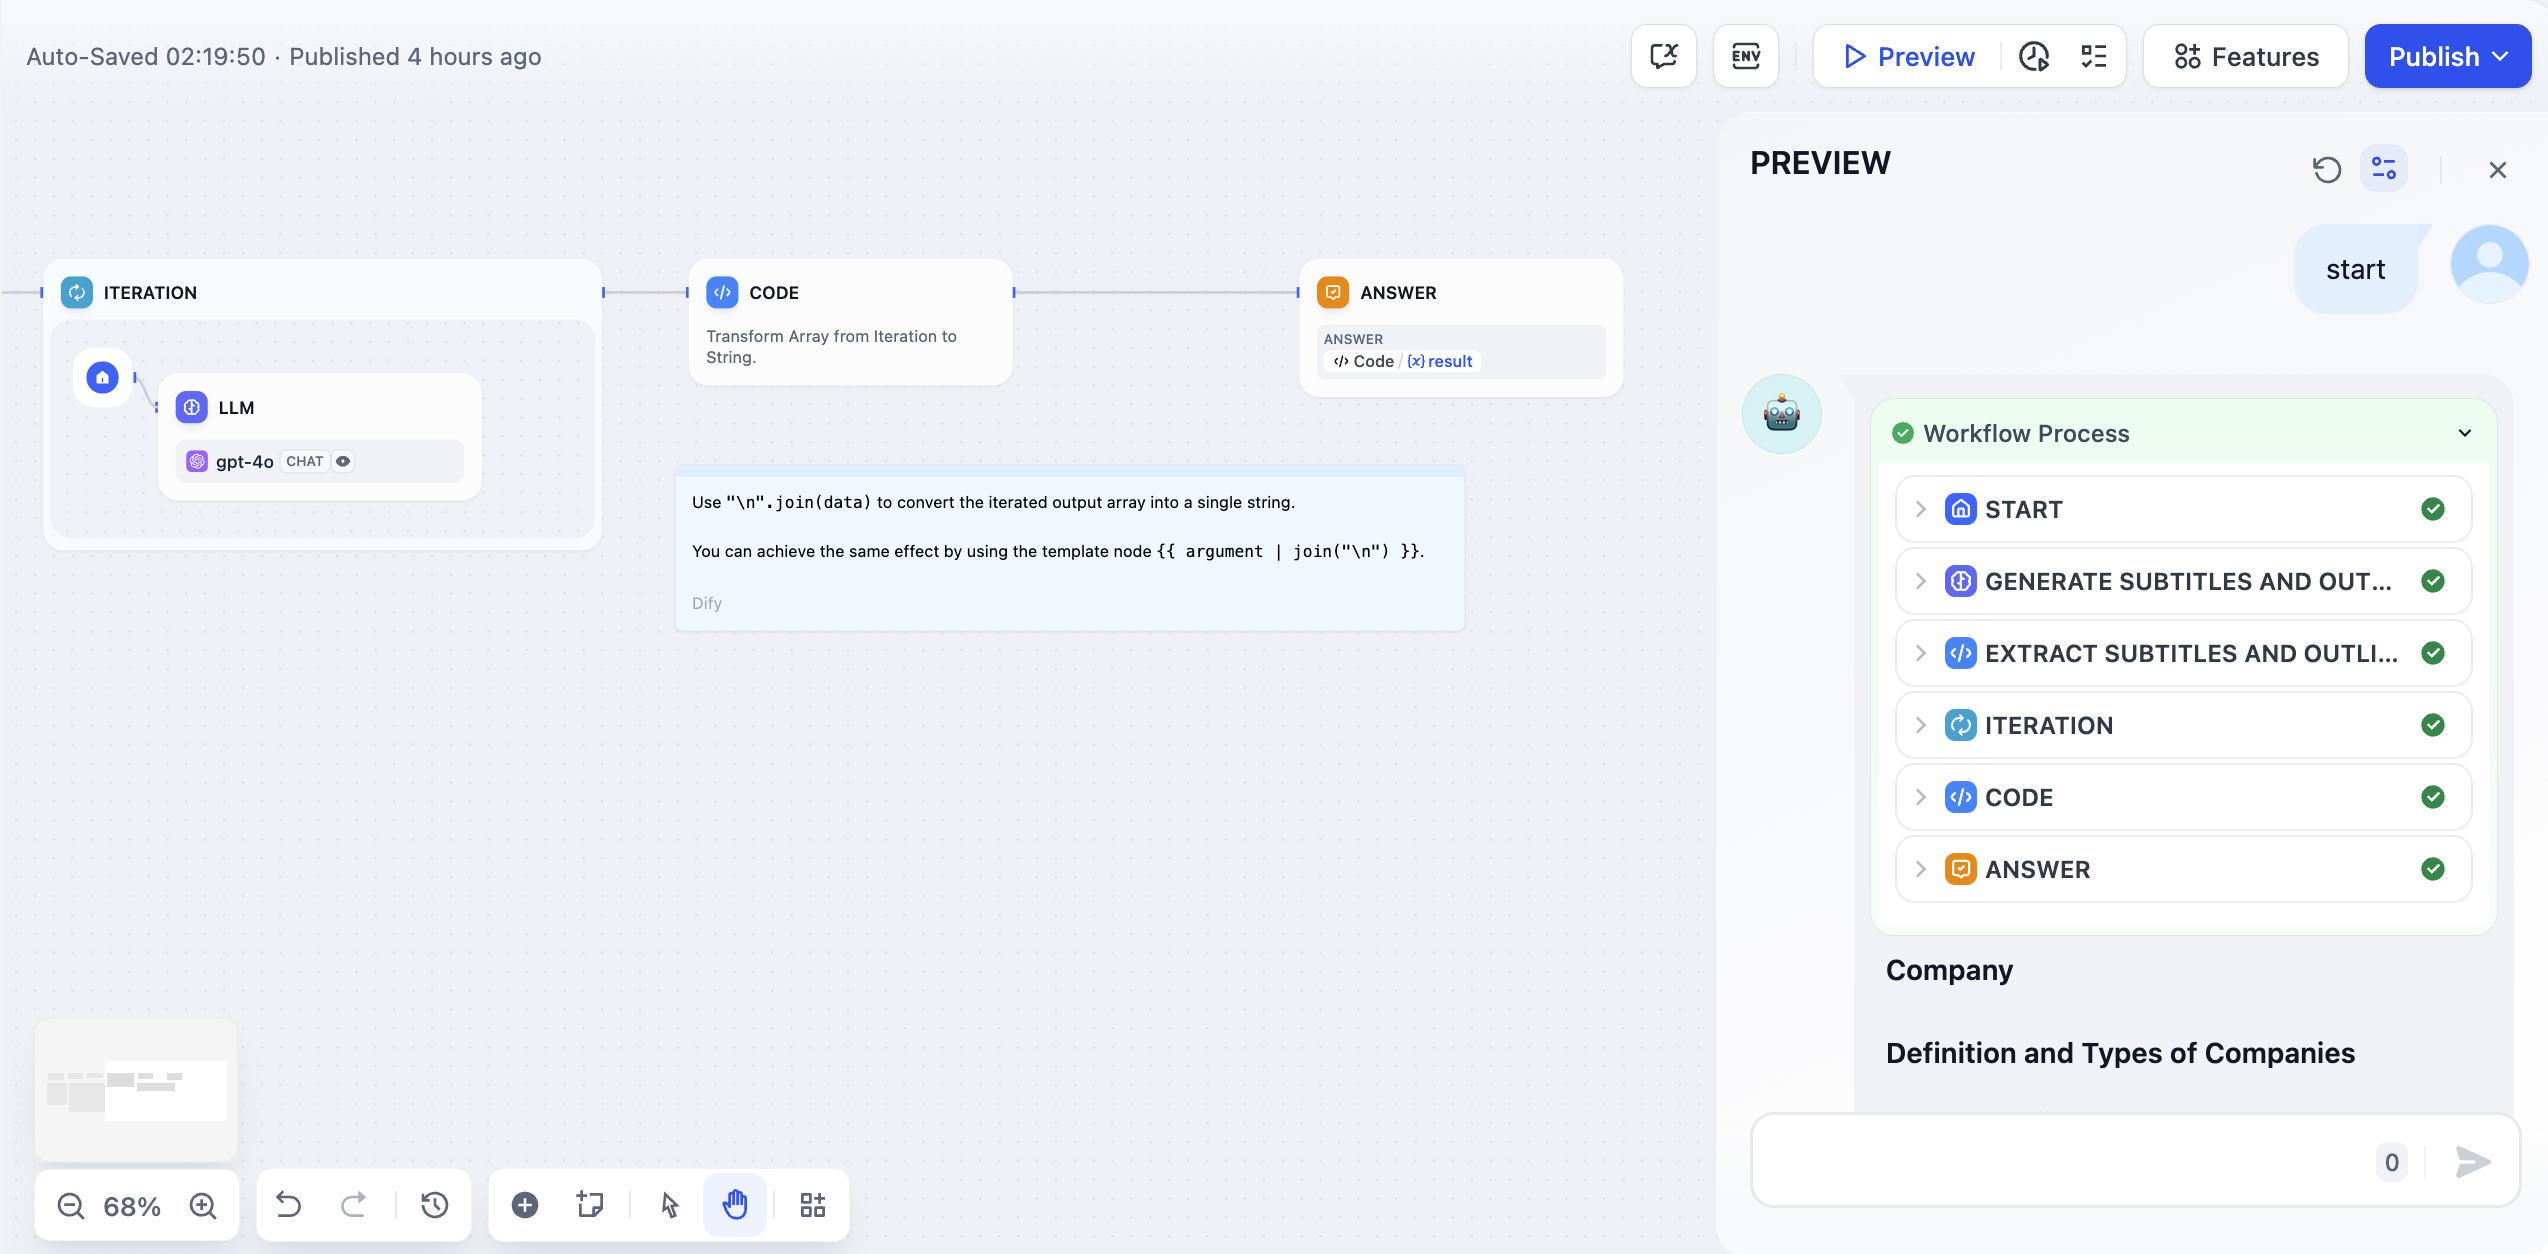 Auto-Saved 02:19:50 · Published 4 hours ago
ENV
Preview
Features
Publish
ITERATION
LLM
gpt-4o CHAT
CODE
Transform Array from Iteration to
String.
ANSWER
ANSWER
Code / {x} result
Use "\n".join(data) to convert the iterated output array into a single string.
You can achieve the same effect by using the template node {{ argument | join("\n") }}.
Dify
68%
PREVIEW
start
Workflow Process
START
GENERATE SUBTITLES AND OUT...
EXTRACT SUBTITLES AND OUTLI...
ITERATION
CODE
ANSWER
Company
Definition and Types of Companies
0